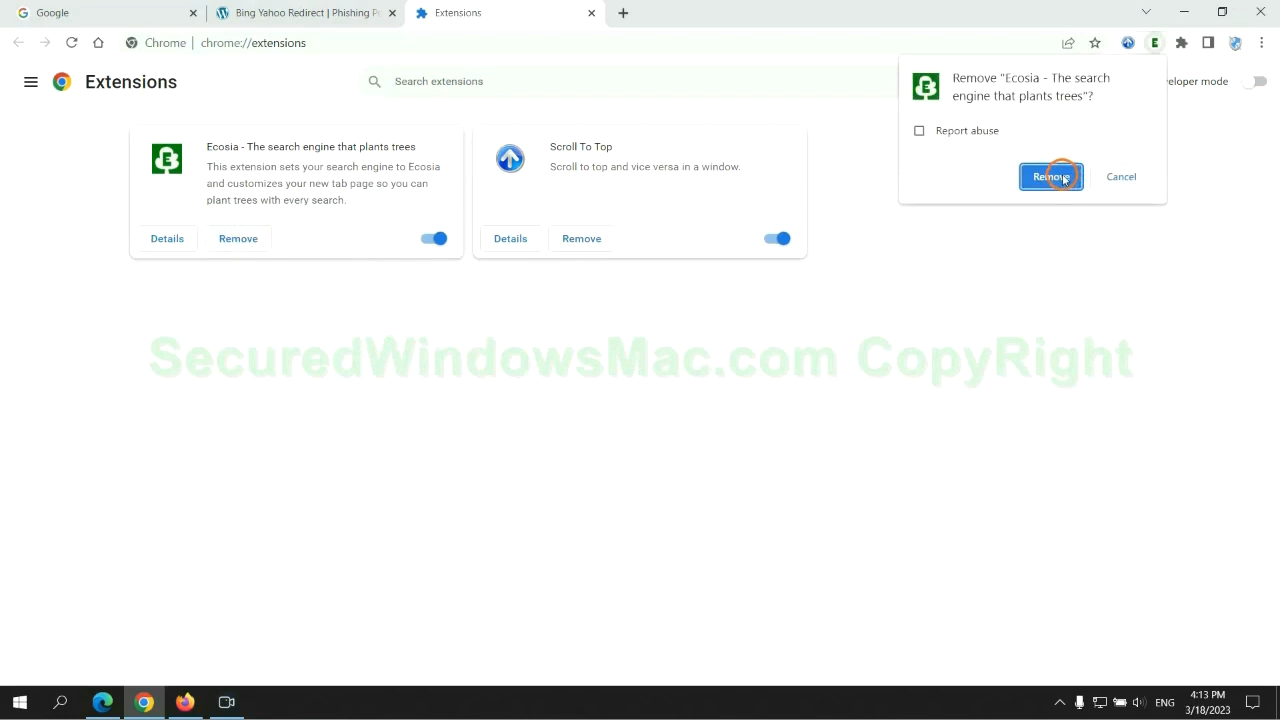 Google
Bing Yahoo Redirect | Phishing Pu
Extensions
Chrome | chrome://extensions
Extensions
Search extensions
veloper mode
Remove "Ecosia - The search
engine that plants trees"?
Report abuse
Remove
Cancel
Ecosia - The search engine that plants trees
This extension sets your search engine to Ecosia
and customizes your new tab page so you can
plant trees with every search.
Details
Remove
Scroll To Top
Scroll to top and vice versa in a window.
Details
Remove
SecuredWindowsMac.com CopyRight
ENG
4:13 PM
3/18/2023